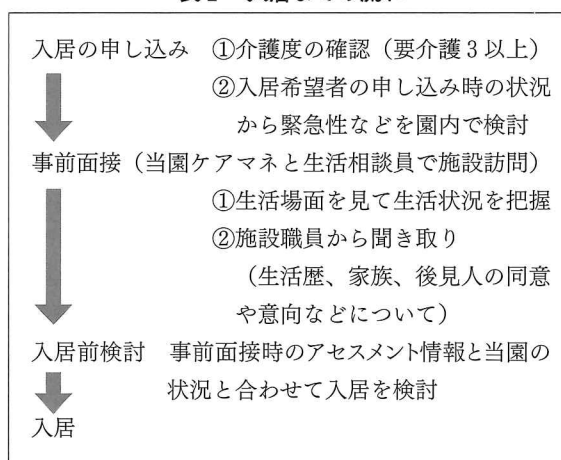 入居の申し込み　①介護度の確認（要介護3以上）
②入居希望者の申し込み時の状況
から緊急性などを園内で検討
事前面接（当園ケアマネと生活相談員で施設訪問）
①生活場面を見て生活状況を把握
②施設職員から聞き取り
（生活歴、家族、後見人の同意
や意向などについて）
入居前検討　事前面接時のアセスメント情報と当園の
状況と合わせて入居を検討
入居